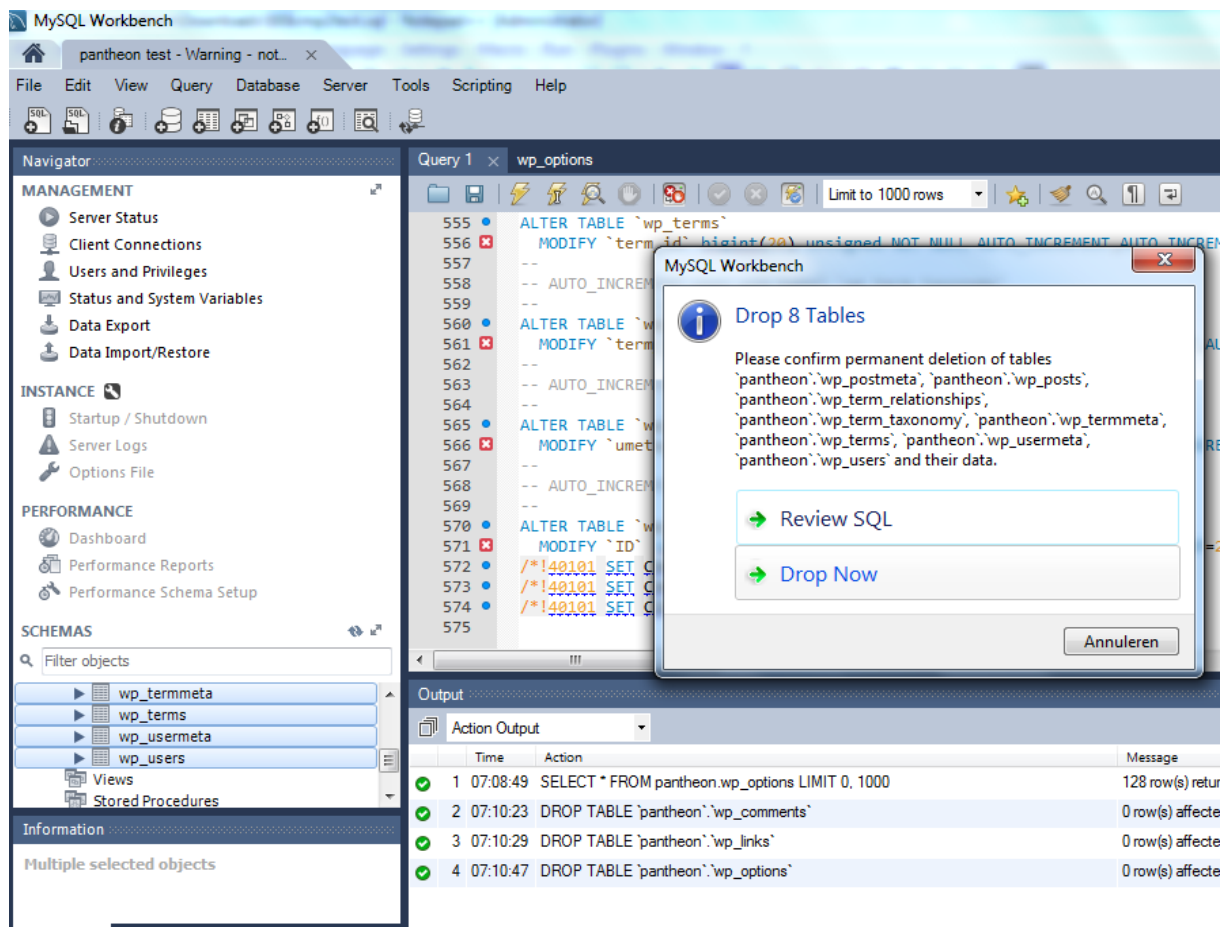 MySQL Workbench
pantheon test - Warning - not...
File Edit View Query Database Server Tools Scripting Help
Navigator
MANAGEMENT
Server Status
Client Connections
Users and Privileges
Status and System Variables
Data Export
Data Import/Restore
INSTANCE
Startup / Shutdown
Server Logs
Options File
PERFORMANCE
Dashboard
Performance Reports
Performance Schema Setup
SCHEMAS
Filter objects
wp_termmeta
wp_terms
wp_usermeta
wp_users
Views
Stored Procedures
Information
Multiple selected objects
Query 1 wp_options
Limit to 1000 rows
555 ALTER TABLE `wp_terms`
556 MODIFY `term_id` bigint(20) unsigned NOT NULL AUTO_INCREMENT, AUTO_INCREM
557 --
558 -- AUTO_INCREM
559 --
560 ALTER TABLE `w
561 MODIFY `term AU
562 --
563 -- AUTO_INCREM
564 --
565 ALTER TABLE `w
566 MODIFY `umet RE
567 --
568 -- AUTO_INCREM
569 --
570 ALTER TABLE `w
571 MODIFY `ID` =2
572 /*!40101 SET C
573 /*!40101 SET C
574 /*!40101 SET C
575
MySQL Workbench
Drop 8 Tables
Please confirm permanent deletion of tables
`pantheon`.`wp_postmeta`, `pantheon`.`wp_posts`,
`pantheon`.`wp_term_relationships`,
`pantheon`.`wp_term_taxonomy`, `pantheon`.`wp_termmeta`,
`pantheon`.`wp_terms`, `pantheon`.`wp_usermeta`,
`pantheon`.`wp_users` and their data.
Review SQL
Drop Now
Annuleren
Output
Action Output
Time Action Message
1 07:08:49 SELECT * FROM pantheon.wp_options LIMIT 0, 1000 128 row(s) retur
2 07:10:23 DROP TABLE `pantheon`.`wp_comments` 0 row(s) affecte
3 07:10:29 DROP TABLE `pantheon`.`wp_links` 0 row(s) affecte
4 07:10:47 DROP TABLE `pantheon`.`wp_options` 0 row(s) affecte